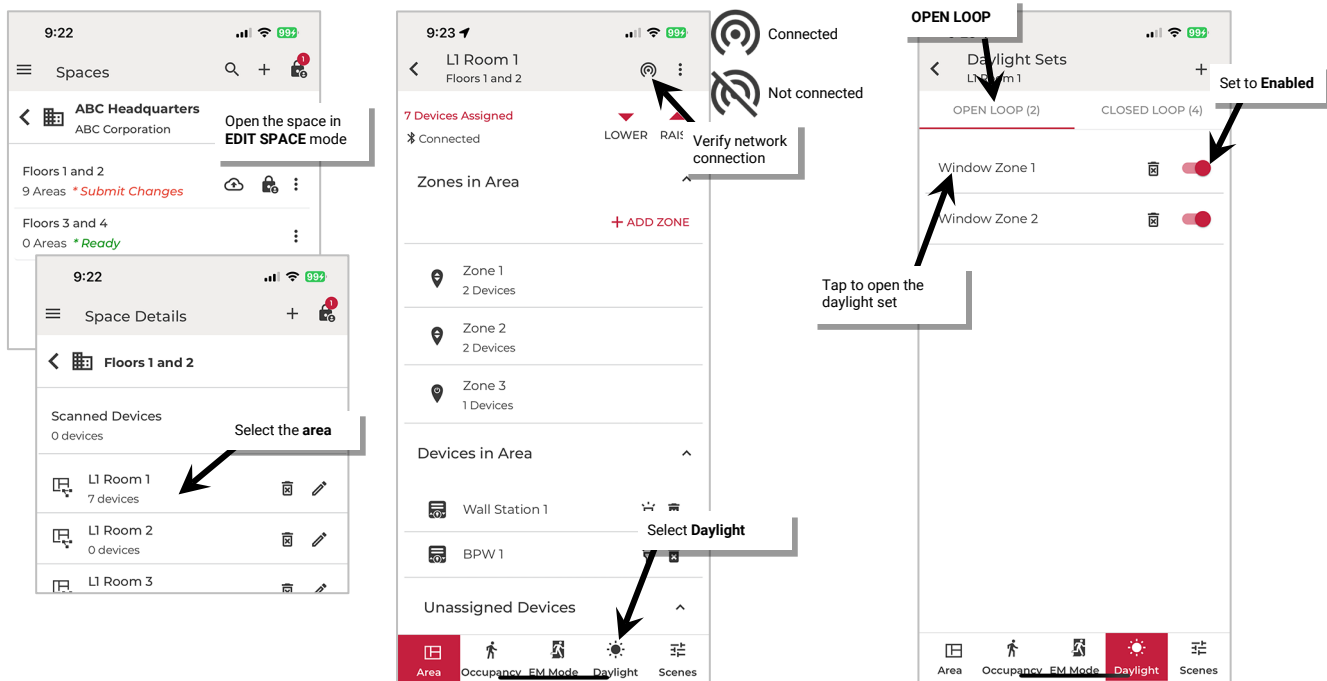 9:22
99+
Spaces
1
ABC Headquarters
ABC Corporation
Open the space in
EDIT SPACE mode
Floors 1 and 2
9 Areas * Submit Changes
Floors 3 and 4
0 Areas * Ready
9:22
99+
Space Details
1
Floors 1 and 2
Scanned Devices
0 devices
Select the area
L1 Room 1
7 devices
L1 Room 2
0 devices
L1 Room 3
9:23
99+
L1 Room 1
Floors 1 and 2
Connected
Not connected
7 Devices Assigned
Connected
LOWER
Verify network
connection
Zones in Area
+ ADD ZONE
Zone 1
2 Devices
Zone 2
2 Devices
Zone 3
1 Devices
Devices in Area
Wall Station 1
Select Daylight
BPW 1
Unassigned Devices
Area Occupancy EM Mode Daylight Scenes
OPEN LOOP
99+
Daylight Sets
L1 Room 1
Set to Enabled
OPEN LOOP (2) CLOSED LOOP (4)
Window Zone 1
Window Zone 2
Tap to open the
daylight set
Area Occupancy EM Mode Daylight Scenes